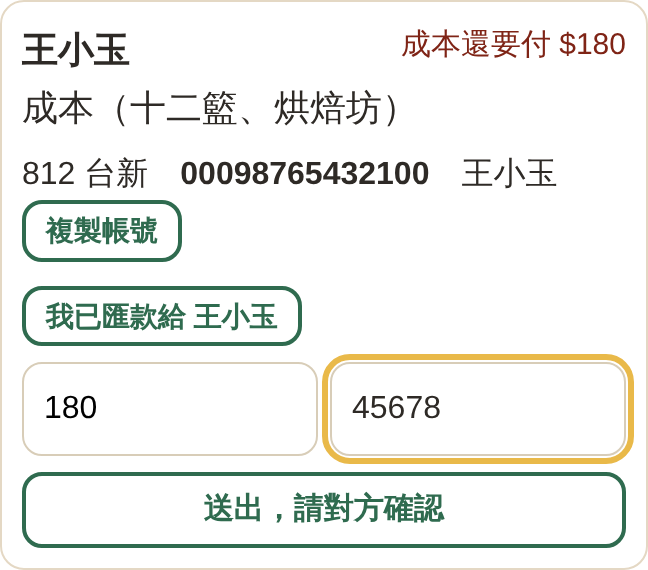 王小玉 成本還要付 $180
成本（十二籃、烘焙坊）
812 台新 00098765432100 王小玉
複製帳號
我已匯款給 王小玉
180 45678
送出，請對方確認